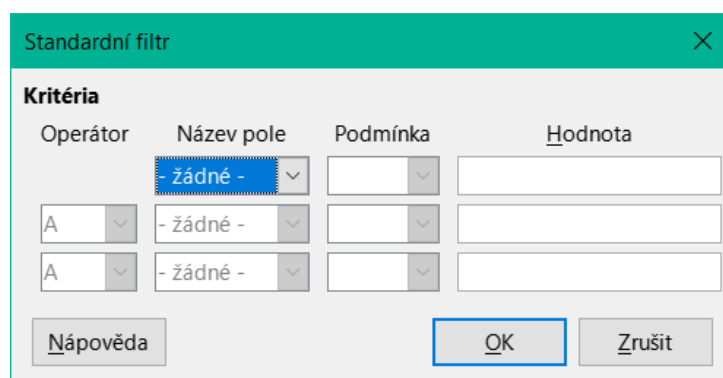 Standardní filtr
Kritéria
Operátor Název pole Podmínka Hodnota
- žádné -
A - žádné -
A - žádné -
Nápověda OK Zrušit